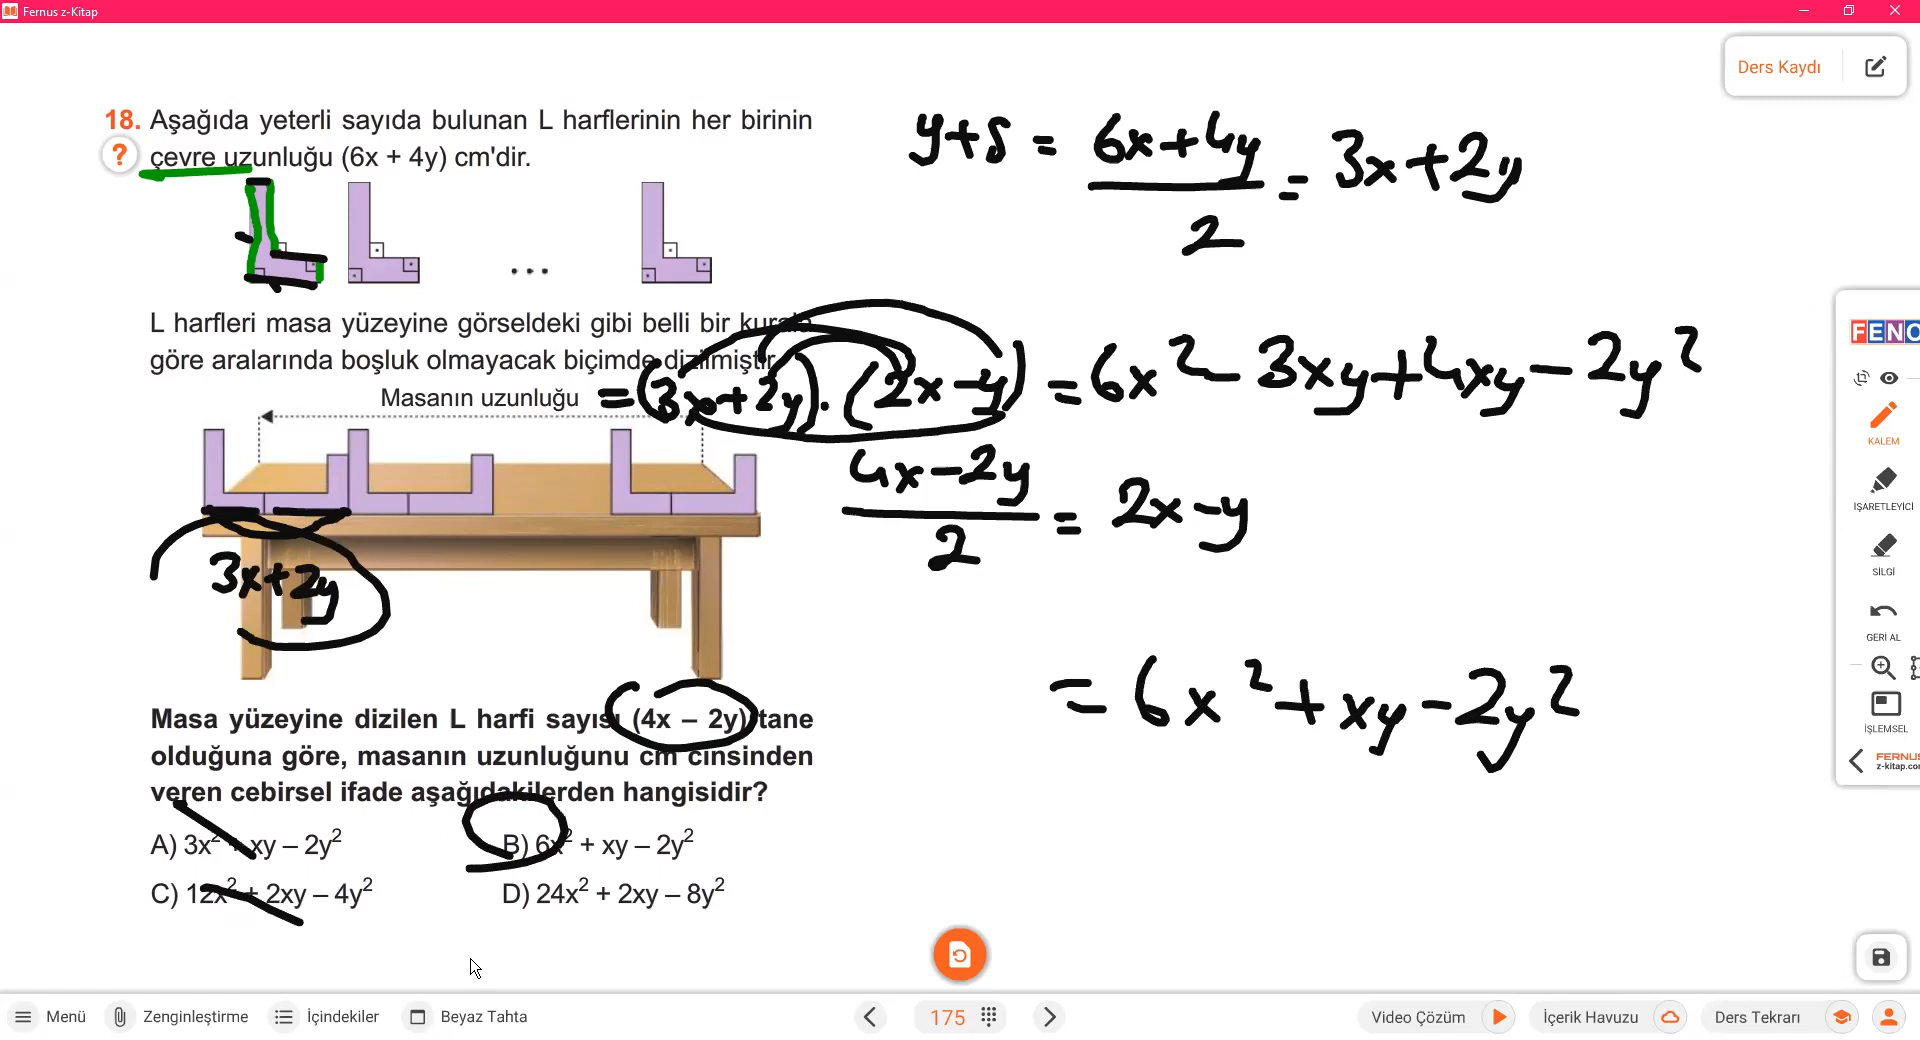 Fernus z-Kitap
Ders Kaydı
18. Aşağıda yeterli sayıda bulunan L harflerinin her birinin
? çevre uzunluğu (6x + 4y) cm'dir.
y+5 = 6x+4y / 2 = 3x+2y
...
L harfleri masa yüzeyine görseldeki gibi belli bir kurala
göre aralarında boşluk olmayacak biçimde dizilmiştir.
Masanın uzunluğu
=(3x+2y).(2x-y) = 6x² - 3xy + 4xy - 2y²
4x-2y / 2 = 2x-y
3x+2y
= 6x² + xy - 2y²
Masa yüzeyine dizilen L harfi sayısı (4x – 2y) tane
olduğuna göre, masanın uzunluğunu cm cinsinden
veren cebirsel ifade aşağıdakilerden hangisidir?
A) 3x² + xy – 2y² B) 6x² + xy – 2y²
C) 12x² + 2xy – 4y² D) 24x² + 2xy – 8y²
FENO
KALEM
İŞARETLEYİCİ
SİLGİ
GERİ AL
İŞLEMSEL
FERNUS
z-kitap.co
Menü Zenginleştirme İçindekiler Beyaz Tahta 175 Video Çözüm İçerik Havuzu Ders Tekrarı